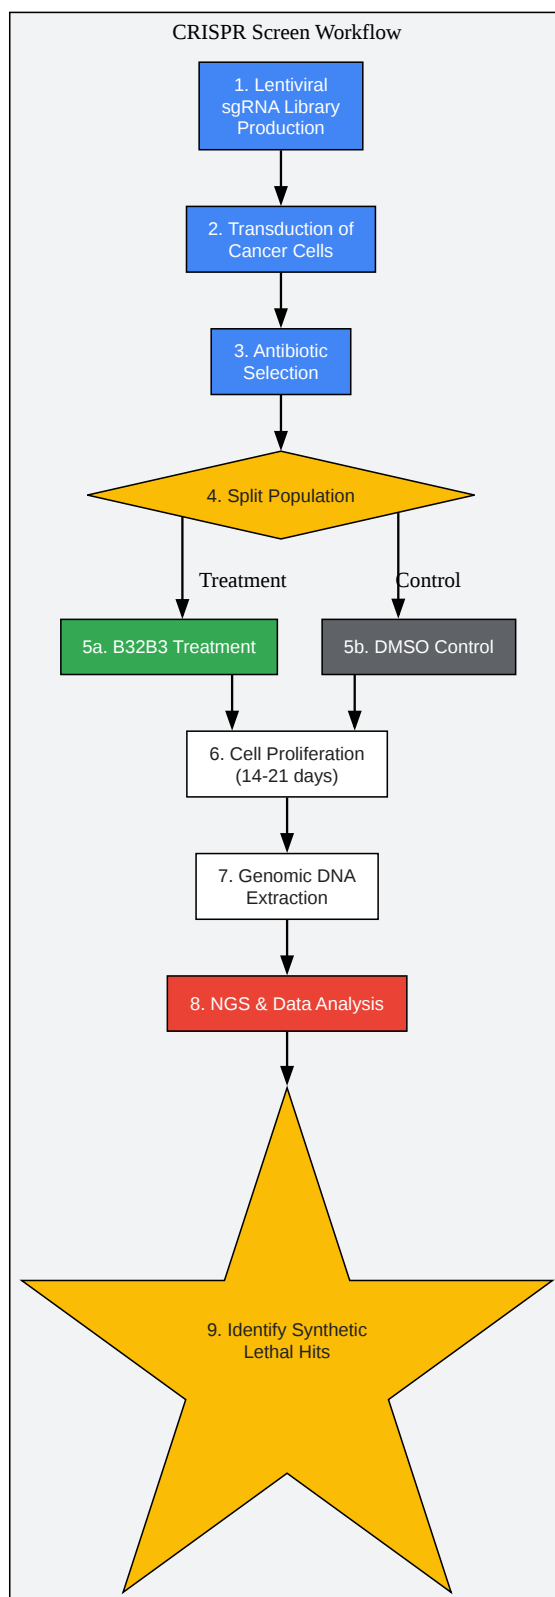 CRISPR Screen Workflow
1. Lentiviral
sgRNA Library
Production
2. Transduction of
Cancer Cells
3. Antibiotic
Selection
4. Split Population
Treatment
Control
5a. B32B3 Treatment
5b. DMSO Control
6. Cell Proliferation
(14-21 days)
7. Genomic DNA
Extraction
8. NGS & Data Analysis
9. Identify Synthetic
Lethal Hits